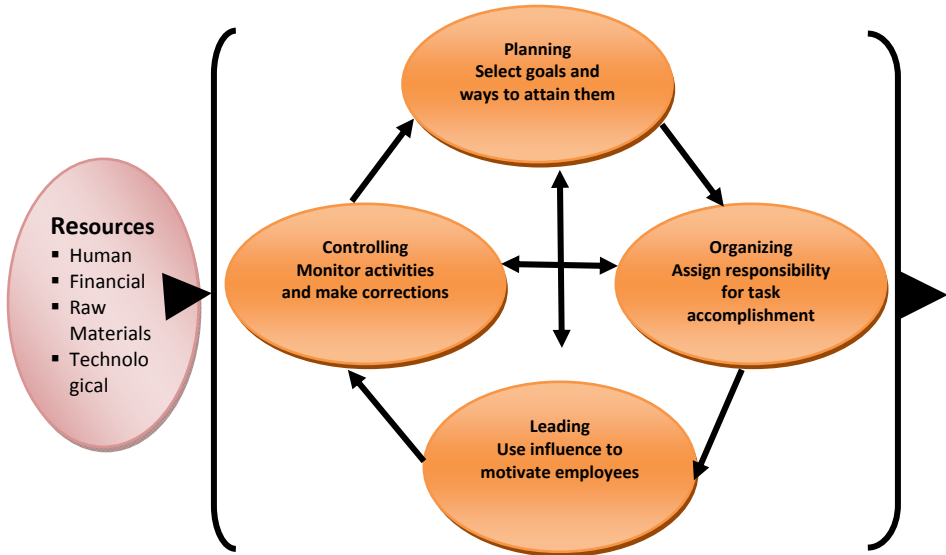 Planning
Select goals and
ways to attain them
Resources
▪ Human
▪ Financial
▪ Raw
Materials
▪ Technolo
gical
Controlling
Monitor activities
and make corrections
Organizing
Assign responsibility
for task
accomplishment
Leading
Use influence to
motivate employees